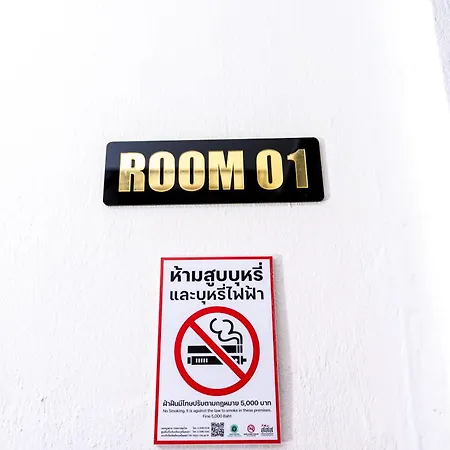 ROOM 01
ห้ามสูบบุหรี่
และบุหรี่ไฟฟ้า
ฝ่าฝืนมีโทษปรับตามกฎหมาย 5,000 บาท
No Smoking. It is against the law to smoke in these premises.
Fine 5,000 Baht